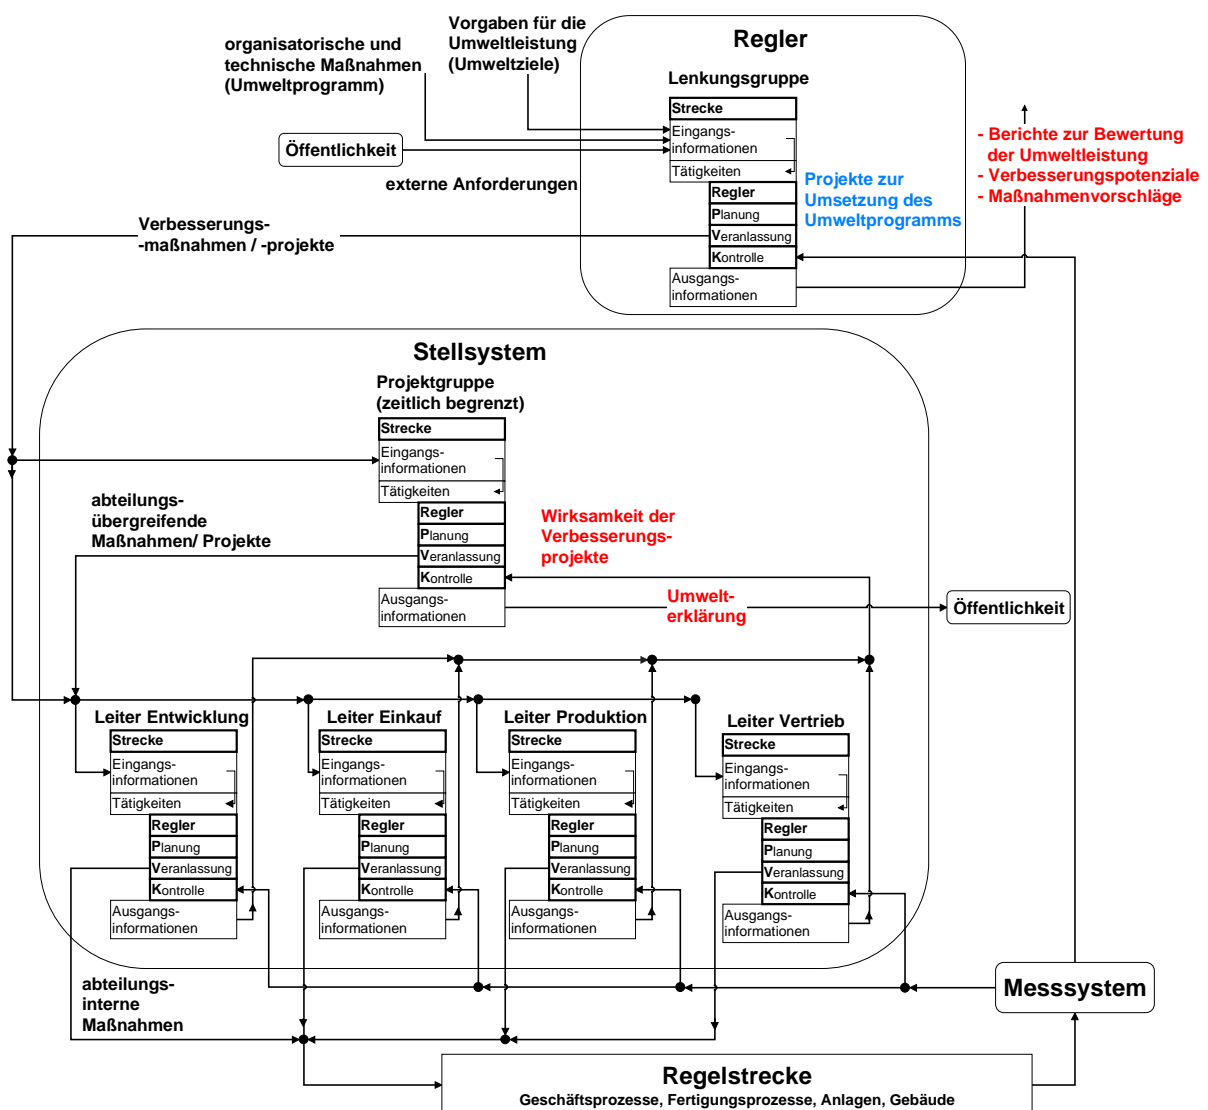 Vorgaben für die
Umweltleistung
(Umweltziele)
organisatorische und
technische Maßnahmen
(Umweltprogramm)
Regler
Lenkungsgruppe
Strecke
Eingangs-
informationen
Tätigkeiten
Regler
Planung
Veranlassung
Kontrolle
Ausgangs-
informationen
Öffentlichkeit
externe Anforderungen
Projekte zur
Umsetzung des
Umweltprogramms
- Berichte zur Bewertung
der Umweltleistung
- Verbesserungspotenziale
- Maßnahmenvorschläge
Verbesserungs-
-maßnahmen / -projekte
Stellsystem
Projektgruppe
(zeitlich begrenzt)
Strecke
Eingangs-
informationen
Tätigkeiten
Regler
Planung
Veranlassung
Kontrolle
Ausgangs-
informationen
abteilungs-
übergreifende
Maßnahmen/ Projekte
Wirksamkeit der
Verbesserungs-
projekte
Umwelt-
erklärung
Öffentlichkeit
Leiter Entwicklung
Strecke
Eingangs-
informationen
Tätigkeiten
Regler
Planung
Veranlassung
Kontrolle
Ausgangs-
informationen
Leiter Einkauf
Strecke
Eingangs-
informationen
Tätigkeiten
Regler
Planung
Veranlassung
Kontrolle
Ausgangs-
informationen
Leiter Produktion
Strecke
Eingangs-
informationen
Tätigkeiten
Regler
Planung
Veranlassung
Kontrolle
Ausgangs-
informationen
Leiter Vertrieb
Strecke
Eingangs-
informationen
Tätigkeiten
Regler
Planung
Veranlassung
Kontrolle
Ausgangs-
informationen
abteilungs-
interne
Maßnahmen
Messsystem
Regelstrecke
Geschäftsprozesse, Fertigungsprozesse, Anlagen, Gebäude